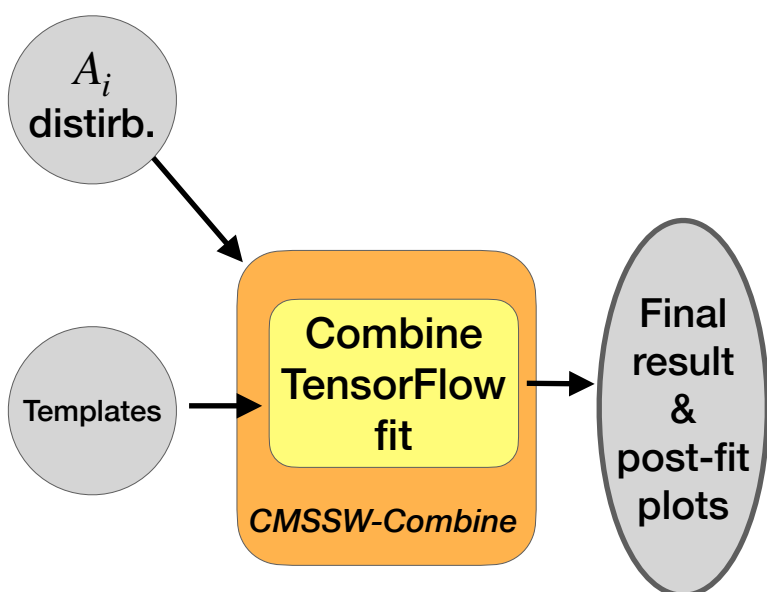 A_i
distirb.
Templates
Combine
TensorFlow
fit
CMSSW-Combine
Final
result
&
post-fit
plots